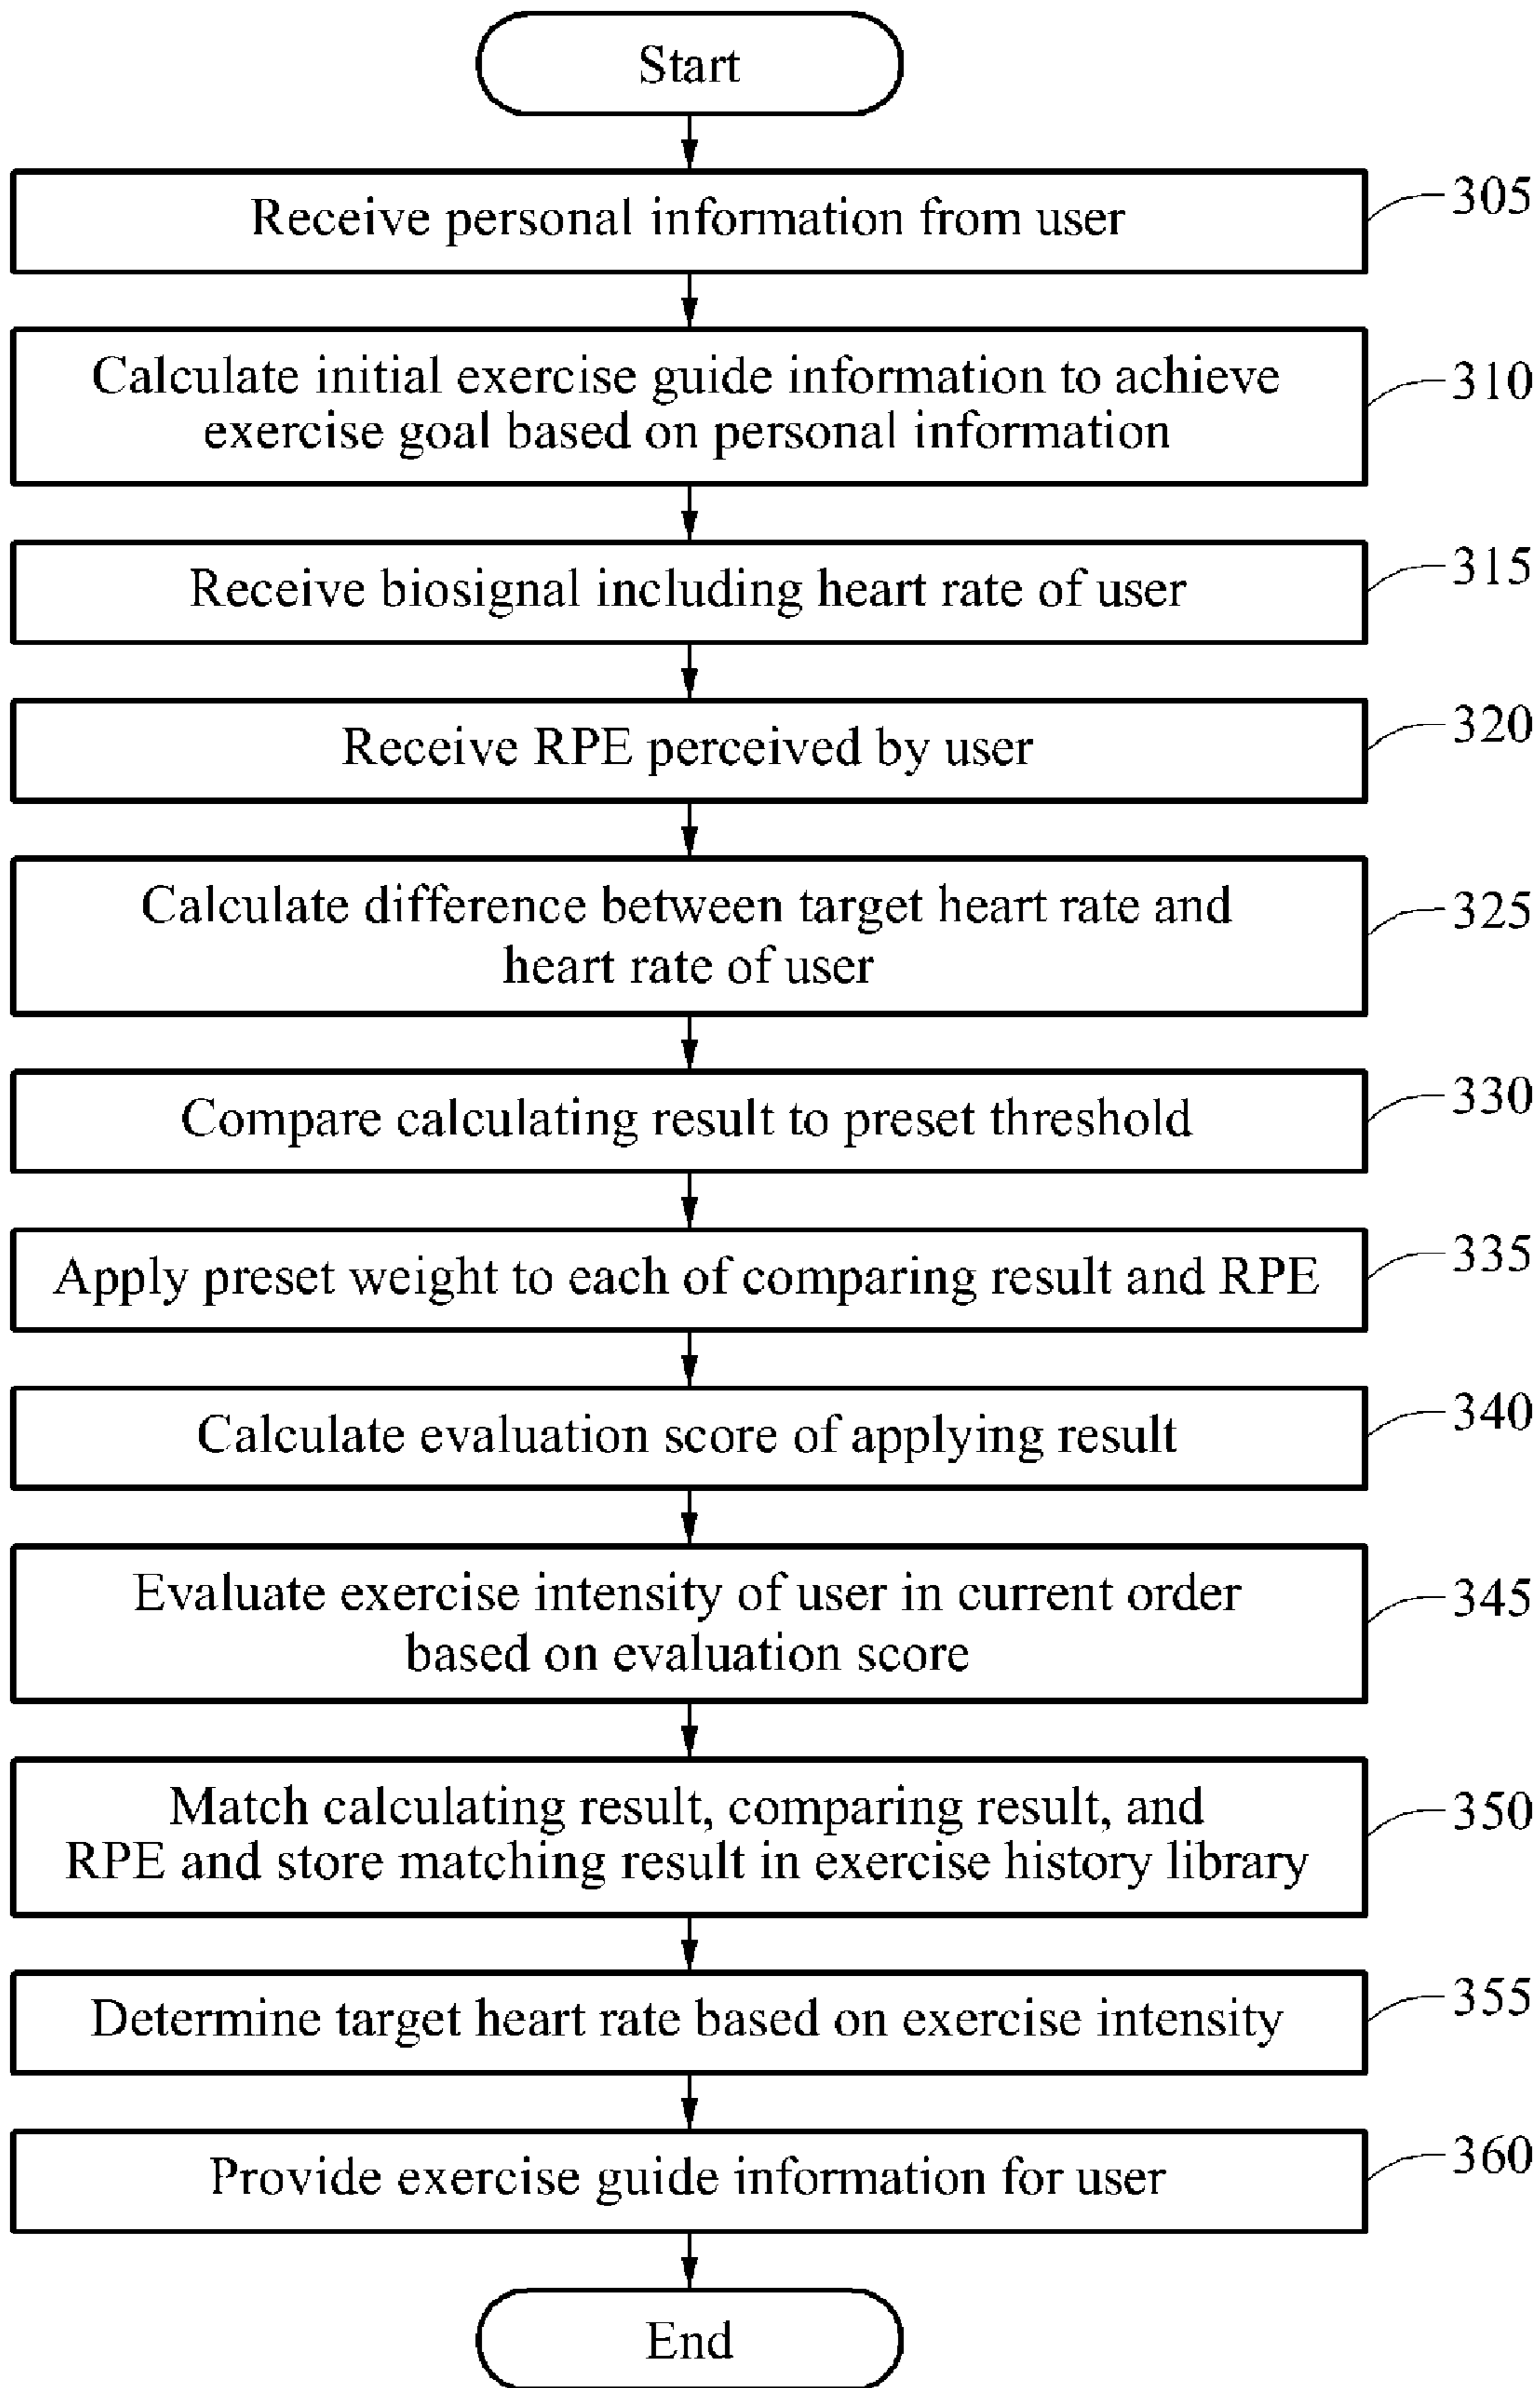 Start
Receive personal information from user
305
Calculate initial exercise guide information to achieve
exercise goal based on personal information
310
Receive biosignal including heart rate of user
315
Receive RPE perceived by user
320
Calculate difference between target heart rate and
heart rate of user
325
Compare calculating result to preset threshold
330
Apply preset weight to each of comparing result and RPE
335
Calculate evaluation score of applying result
340
Evaluate exercise intensity of user in current order
based on evaluation score
345
Match calculating result, comparing result, and
RPE and store matching result in exercise history library
350
Determine target heart rate based on exercise intensity
355
Provide exercise guide information for user
360
End